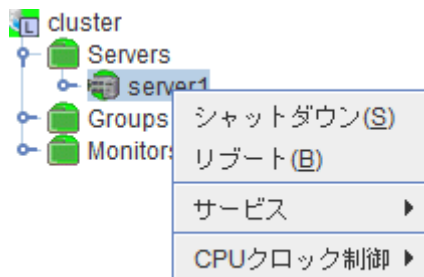 cluster
Servers
server1
Groups
Monitors
シャットダウン(S)
リブート(B)
サービス
CPUクロック制御